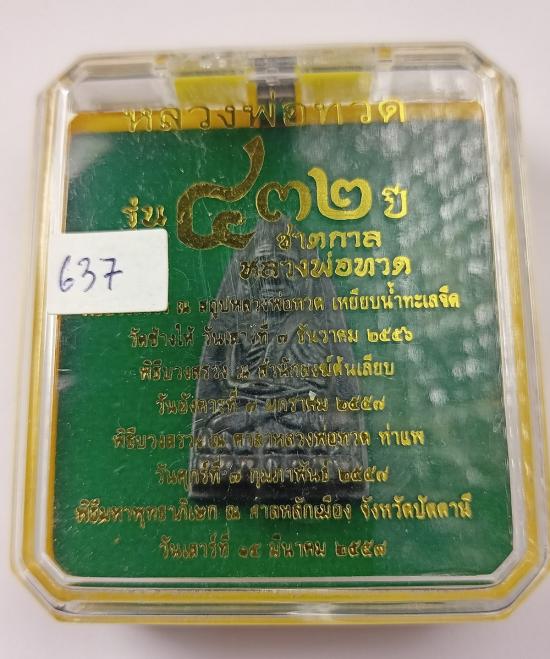 หลวงพ่อทวด
รุ่น ๔๓๒ ปี
ชาตกาล
หลวงพ่อทวด
637
ณ สถูปหลวงพ่อทวด เหยียบน้ำทะเลจืด
วัดช้างให้ วันเสาร์ที่ ๗ ธันวาคม ๒๕๕๖
พิธีบวงสรวง ณ สำนักสงฆ์ต้นเลียบ
วันอังคารที่ ๗ มกราคม ๒๕๕๗
พิธีบวงสรวง ณ ศาลาหลวงพ่อทวด ท่าแพ
วันศุกร์ที่ ๗ กุมภาพันธ์ ๒๕๕๗
พิธีมหาพุทธาภิเษก ณ ศาลหลักเมือง จังหวัดปัตตานี
วันเสาร์ที่ ๑๕ มีนาคม ๒๕๕๗